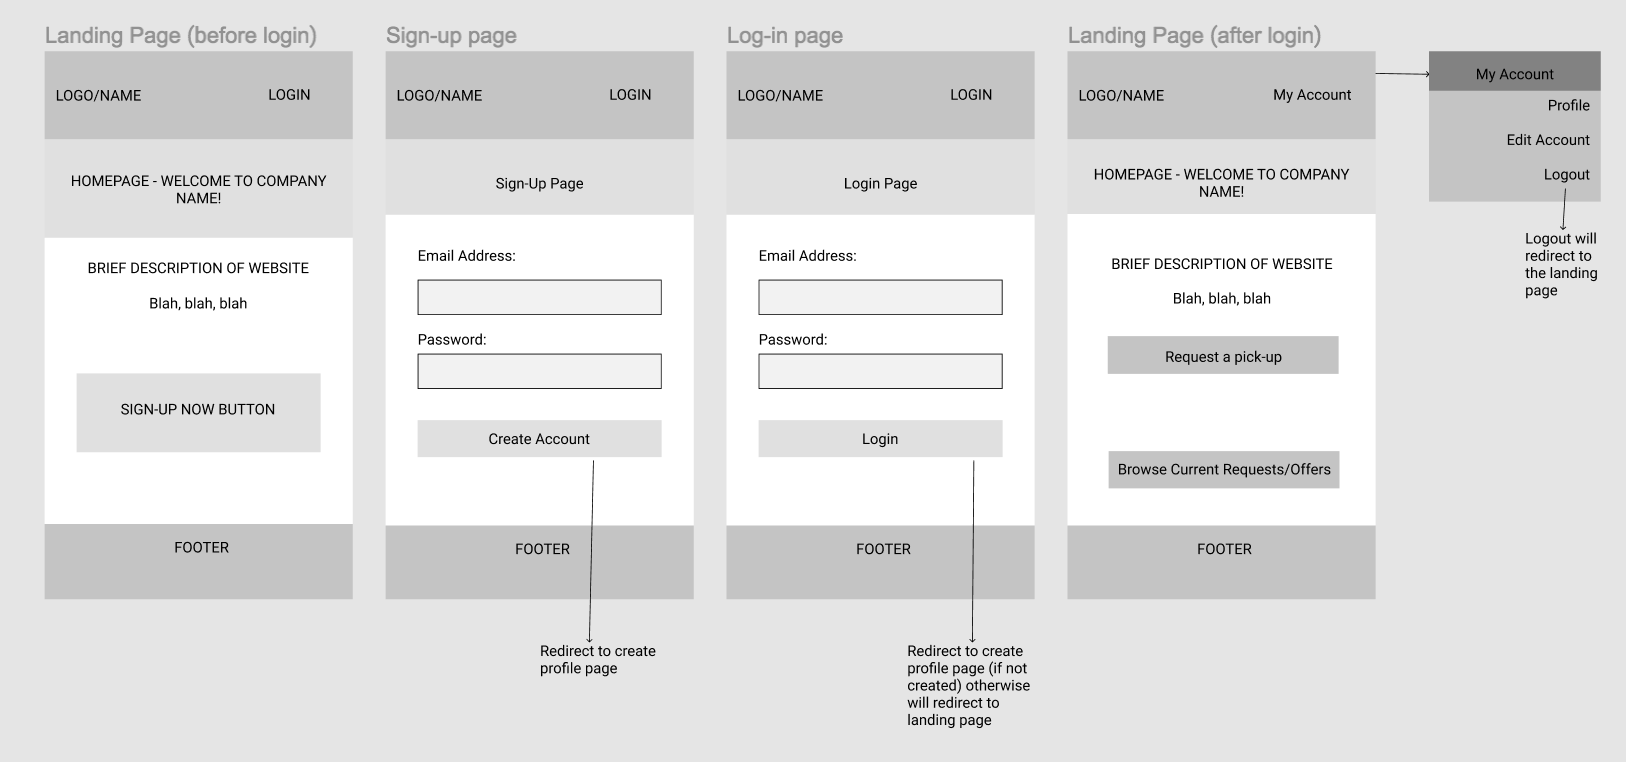 Landing Page (before login)
LOGO/NAME
LOGIN
HOMEPAGE - WELCOME TO COMPANY
NAME!
BRIEF DESCRIPTION OF WEBSITE
Blah, blah, blah
SIGN-UP NOW BUTTON
FOOTER
Sign-up page
LOGO/NAME
LOGIN
Sign-Up Page
Email Address:
Password:
Create Account
FOOTER
Redirect to create
profile page
Log-in page
LOGO/NAME
LOGIN
Login Page
Email Address:
Password:
Login
FOOTER
Redirect to create
profile page (if not
created) otherwise
will redirect to
landing page
Landing Page (after login)
LOGO/NAME
My Account
HOMEPAGE - WELCOME TO COMPANY
NAME!
BRIEF DESCRIPTION OF WEBSITE
Blah, blah, blah
Request a pick-up
Browse Current Requests/Offers
FOOTER
My Account
Profile
Edit Account
Logout
Logout will
redirect to
the landing
page